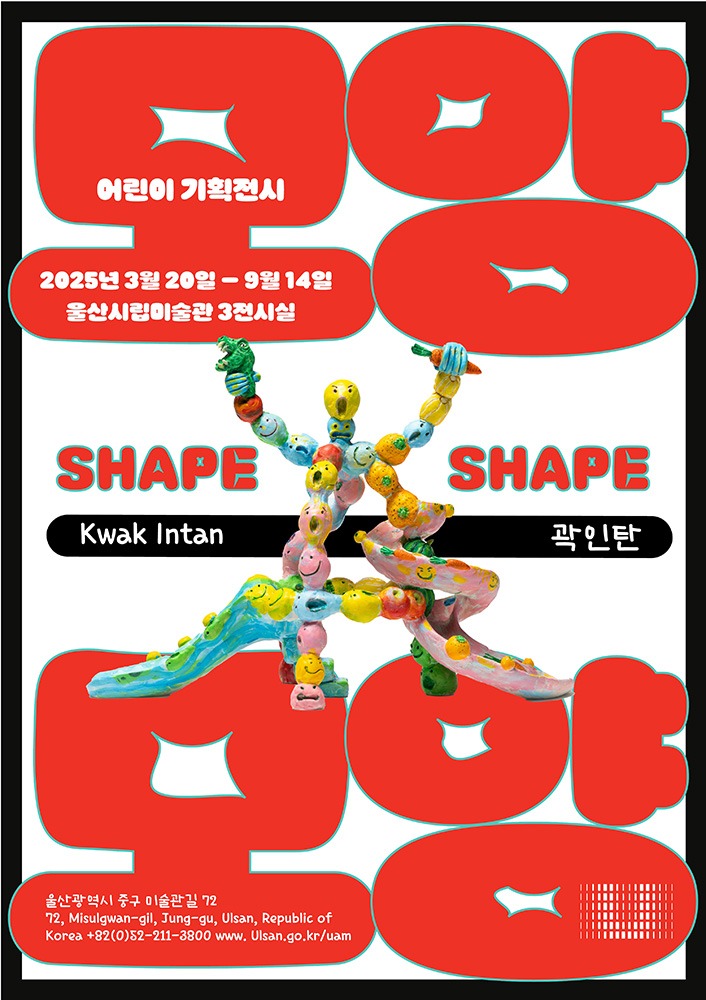 모양
어린이 기획전시
2025년 3월 20일 – 9월 14일
울산시립미술관 3전시실
SHAPE SHAPE
Kwak Intan 곽인탄
모양
울산광역시 중구 미술관길 72
72, Misulgwan-gil, Jung-gu, Ulsan, Republic of
Korea +82(0)52-211-3800 www. Ulsan.go.kr/uam